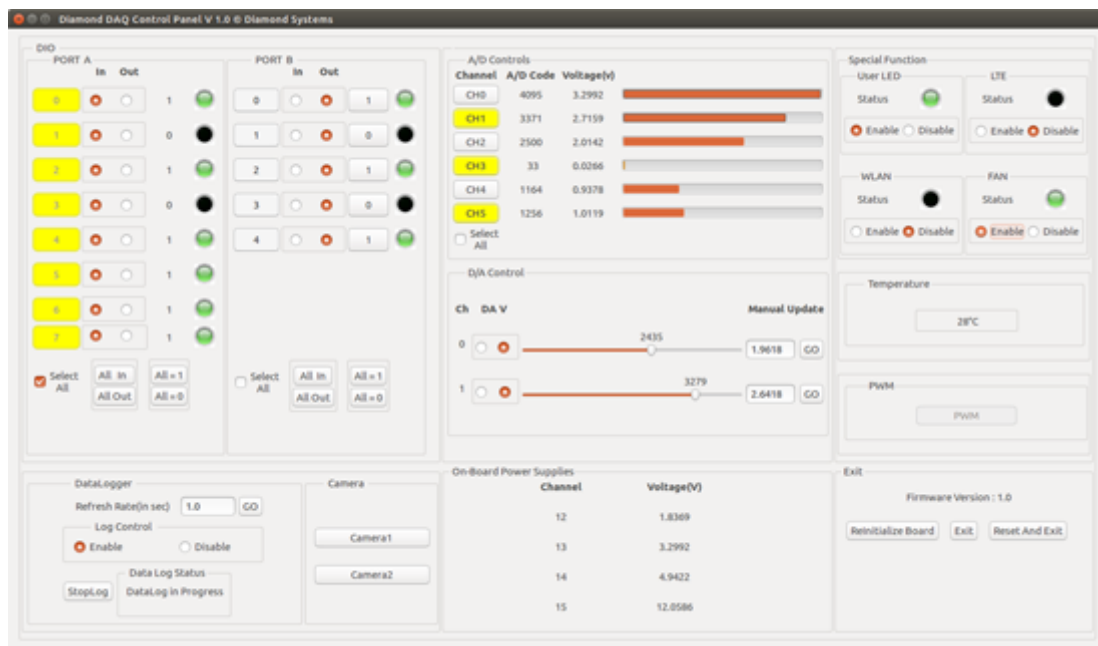 Diamond DAQ Control Panel V 1.0 © Diamond Systems
DIO
PORT A
In Out
0 1
1 0
2 1
3 0
4 1
5 1
6 1
7 1
Select All
All In
All Out
All = 1
All = 0
PORT B
In Out
0 1
1 0
2 1
3 0
4 1
Select All
All In
All Out
All = 1
All = 0
A/D Controls
Channel A/D Code Voltage(v)
CH0 4095 3.2992
CH1 3371 2.7159
CH2 2500 2.0142
CH3 33 0.0266
CH4 1164 0.9378
CH5 1256 1.0119
Select All
D/A Control
Ch DA V Manual Update
0 2435 1.9618 GO
1 3279 2.6418 GO
Special Function
User LED
Status
Enable Disable
LTE
Status
Enable Disable
WLAN
Status
Enable Disable
FAN
Status
Enable Disable
Temperature
28°C
PWM
PWM
DataLogger
Refresh Rate(in sec) 1.0 GO
Log Control
Enable Disable
Data Log Status
StopLog DataLog in Progress
Camera
Camera1
Camera2
On-Board Power Supplies
Channel Voltage(V)
12 1.8369
13 3.2992
14 4.9422
15 12.0586
Exit
Firmware Version : 1.0
Reinitialize Board Exit Reset And Exit